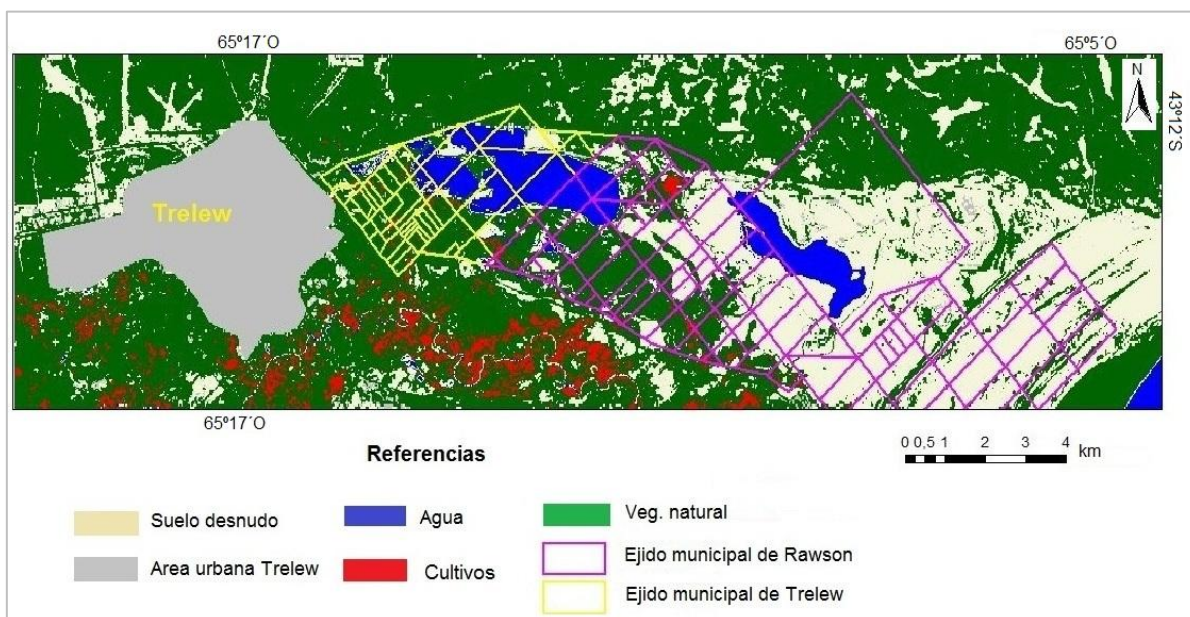 65º17´O
65º5´O
N
43º12´S
Trelew
65º17´O
Referencias
0 0,5 1 2 3 4 km
Suelo desnudo
Agua
Veg. natural
Area urbana Trelew
Cultivos
Ejido municipal de Rawson
Ejido municipal de Trelew